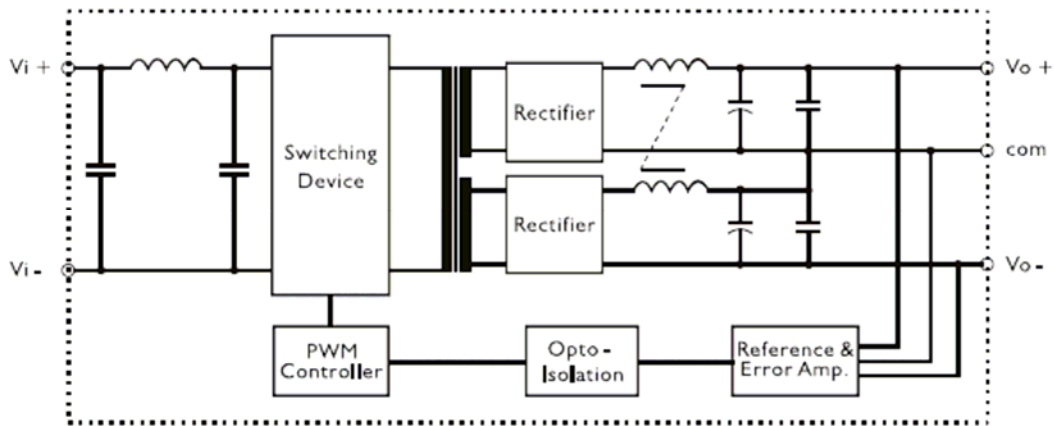 Vi +
Vo +
Rectifier
Switching
Device
com
Rectifier
Vi -
Vo -
PWM
Controller
Opto -
Isolation
Reference &
Error Amp.